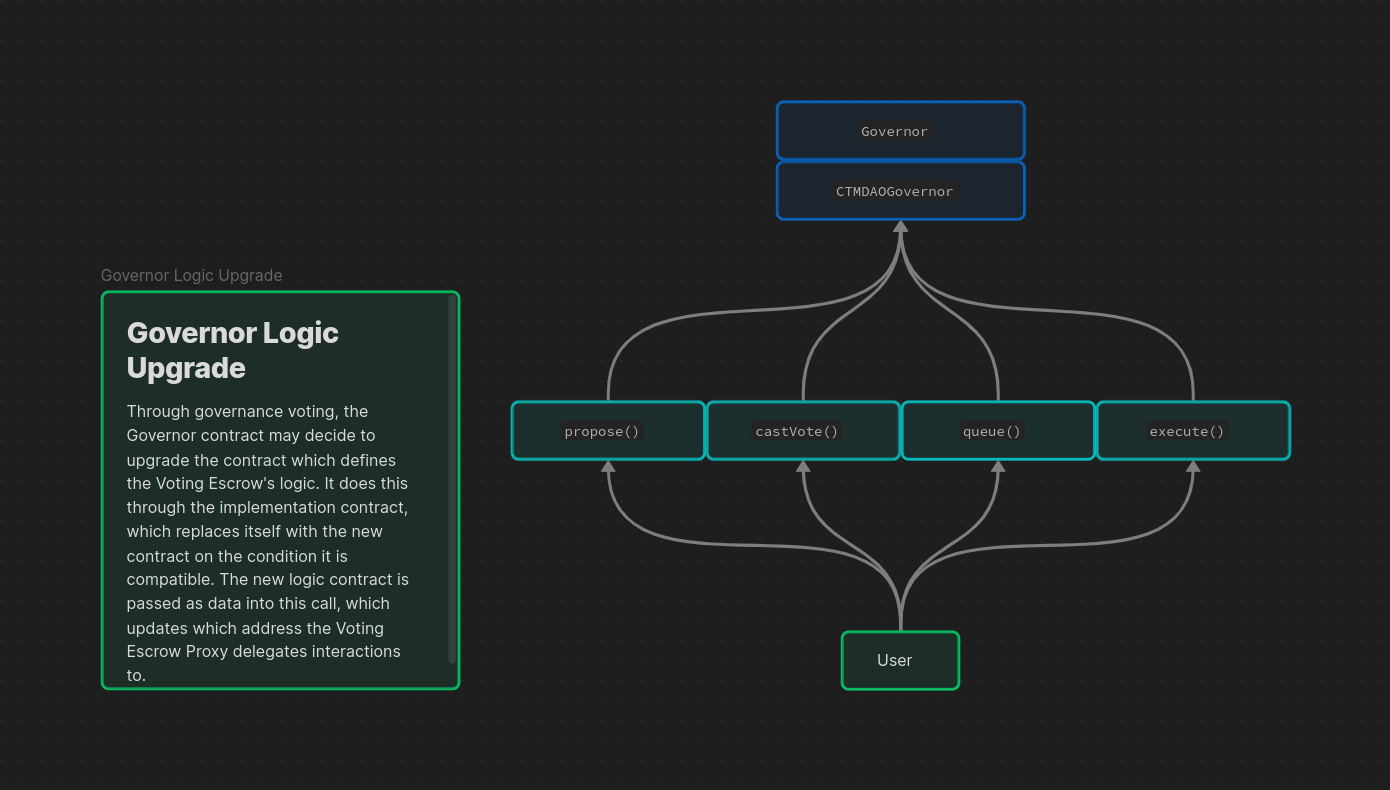 Governor
CTMDAOGovernor
Governor Logic Upgrade
Governor Logic
Upgrade
Through governance voting, the
Governor contract may decide to
upgrade the contract which defines
the Voting Escrow's logic. It does this
through the implementation contract,
which replaces itself with the new
contract on the condition it is
compatible. The new logic contract is
passed as data into this call, which
updates which address the Voting
Escrow Proxy delegates interactions
to.
propose()
castVote()
queue()
execute()
User